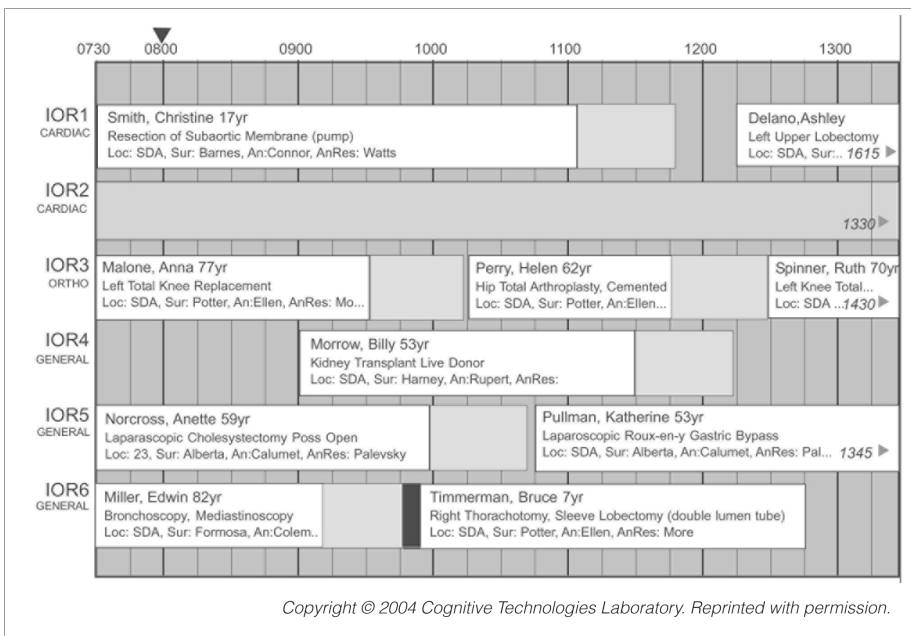 0730 0800 0900 1000 1100 1200 1300
IOR1
CARDIAC
Smith, Christine 17yr
Resection of Subaortic Membrane (pump)
Loc: SDA, Sur: Barnes, An:Connor, AnRes: Watts
Delano,Ashley
Left Upper Lobectomy
Loc: SDA, Sur:.. 1615
IOR2
CARDIAC
1330
IOR3
ORTHO
Malone, Anna 77yr
Left Total Knee Replacement
Loc: SDA, Sur: Potter, An:Ellen, AnRes: Mo...
Perry, Helen 62yr
Hip Total Arthroplasty, Cemented
Loc: SDA, Sur: Potter, An:Ellen...
Spinner, Ruth 70yr
Left Knee Total...
Loc: SDA ...1430
IOR4
GENERAL
Morrow, Billy 53yr
Kidney Transplant Live Donor
Loc: SDA, Sur: Harney, An:Rupert, AnRes:
IOR5
GENERAL
Norcross, Anette 59yr
Laparascopic Cholesystectomy Poss Open
Loc: 23, Sur: Alberta, An:Calumet, AnRes: Palevsky
Pullman, Katherine 53yr
Laparoscopic Roux-en-y Gastric Bypass
Loc: SDA, Sur: Alberta, An:Calumet, AnRes: Pal... 1345
IOR6
GENERAL
Miller, Edwin 82yr
Bronchoscopy, Mediastinoscopy
Loc: SDA, Sur: Formosa, An:Colem..
Timmerman, Bruce 7yr
Right Thorachotomy, Sleeve Lobectomy (double lumen tube)
Loc: SDA, Sur: Potter, An:Ellen, AnRes: More
Copyright © 2004 Cognitive Technologies Laboratory. Reprinted with permission.